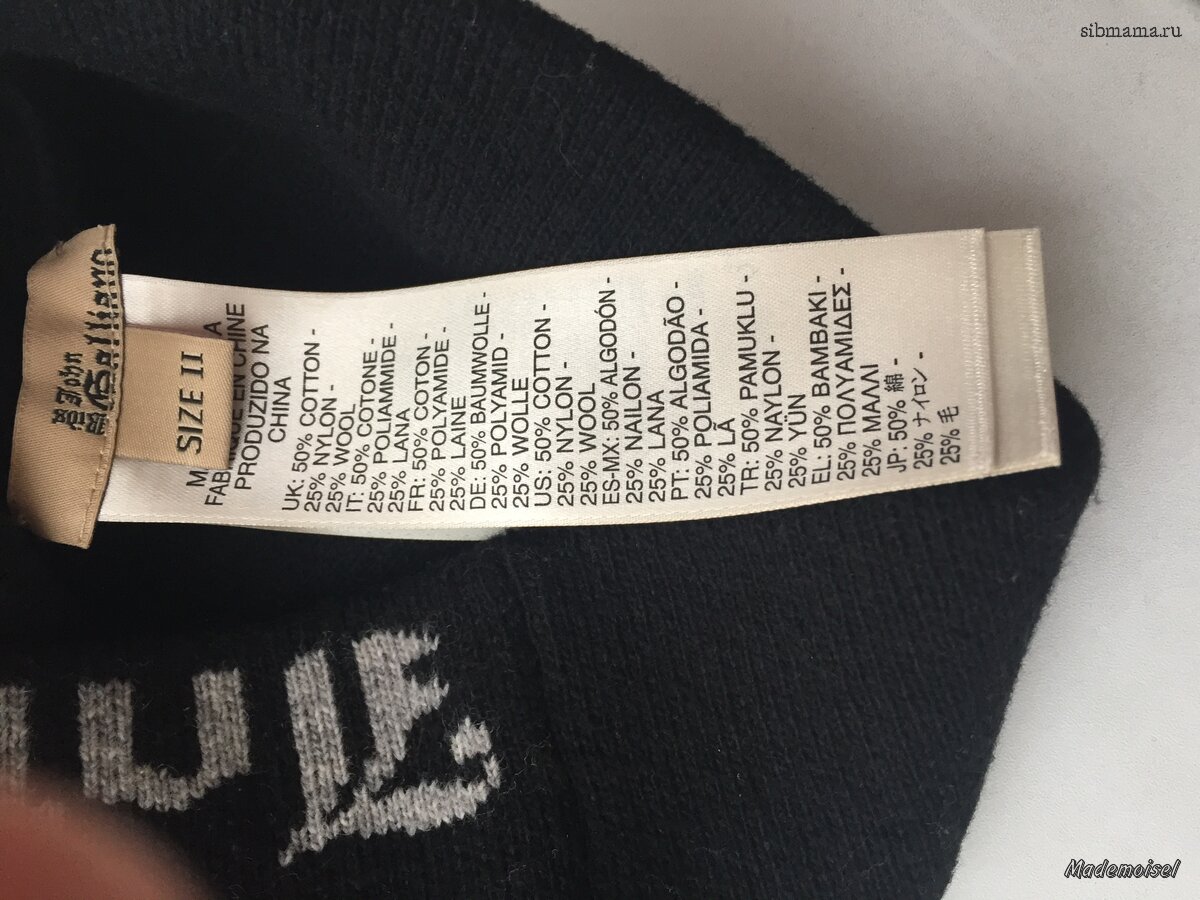 sibmama.ru
John
Galliano
SIZE II
PRODUZIDO NA
CHINA
UK: 50% COTTON -
25% NYLON -
25% WOOL
IT: 50% COTONE -
25% POLIAMMIDE -
25% LANA
FR: 50% COTON -
25% POLYAMIDE -
25% LAINE
DE: 50% BAUMWOLLE -
25% POLYAMID -
25% WOLLE
US: 50% COTTON -
25% NYLON -
25% WOOL
ES-MX: 50% ALGODÓN -
25% NAILON -
25% LANA
PT: 50% ALGODÃO -
25% POLIAMIDA -
25% LÃ
TR: 50% PAMUKLU -
25% NAYLON -
25% YÜN
EL: 50% ΒΑΜΒΑΚΙ -
25% ΠΟΛΥΑΜΙΔΕΣ -
25% ΜΑΛΛΙ
JP: 50% 綿 -
25% ナイロン -
25% 毛
Mademoisel